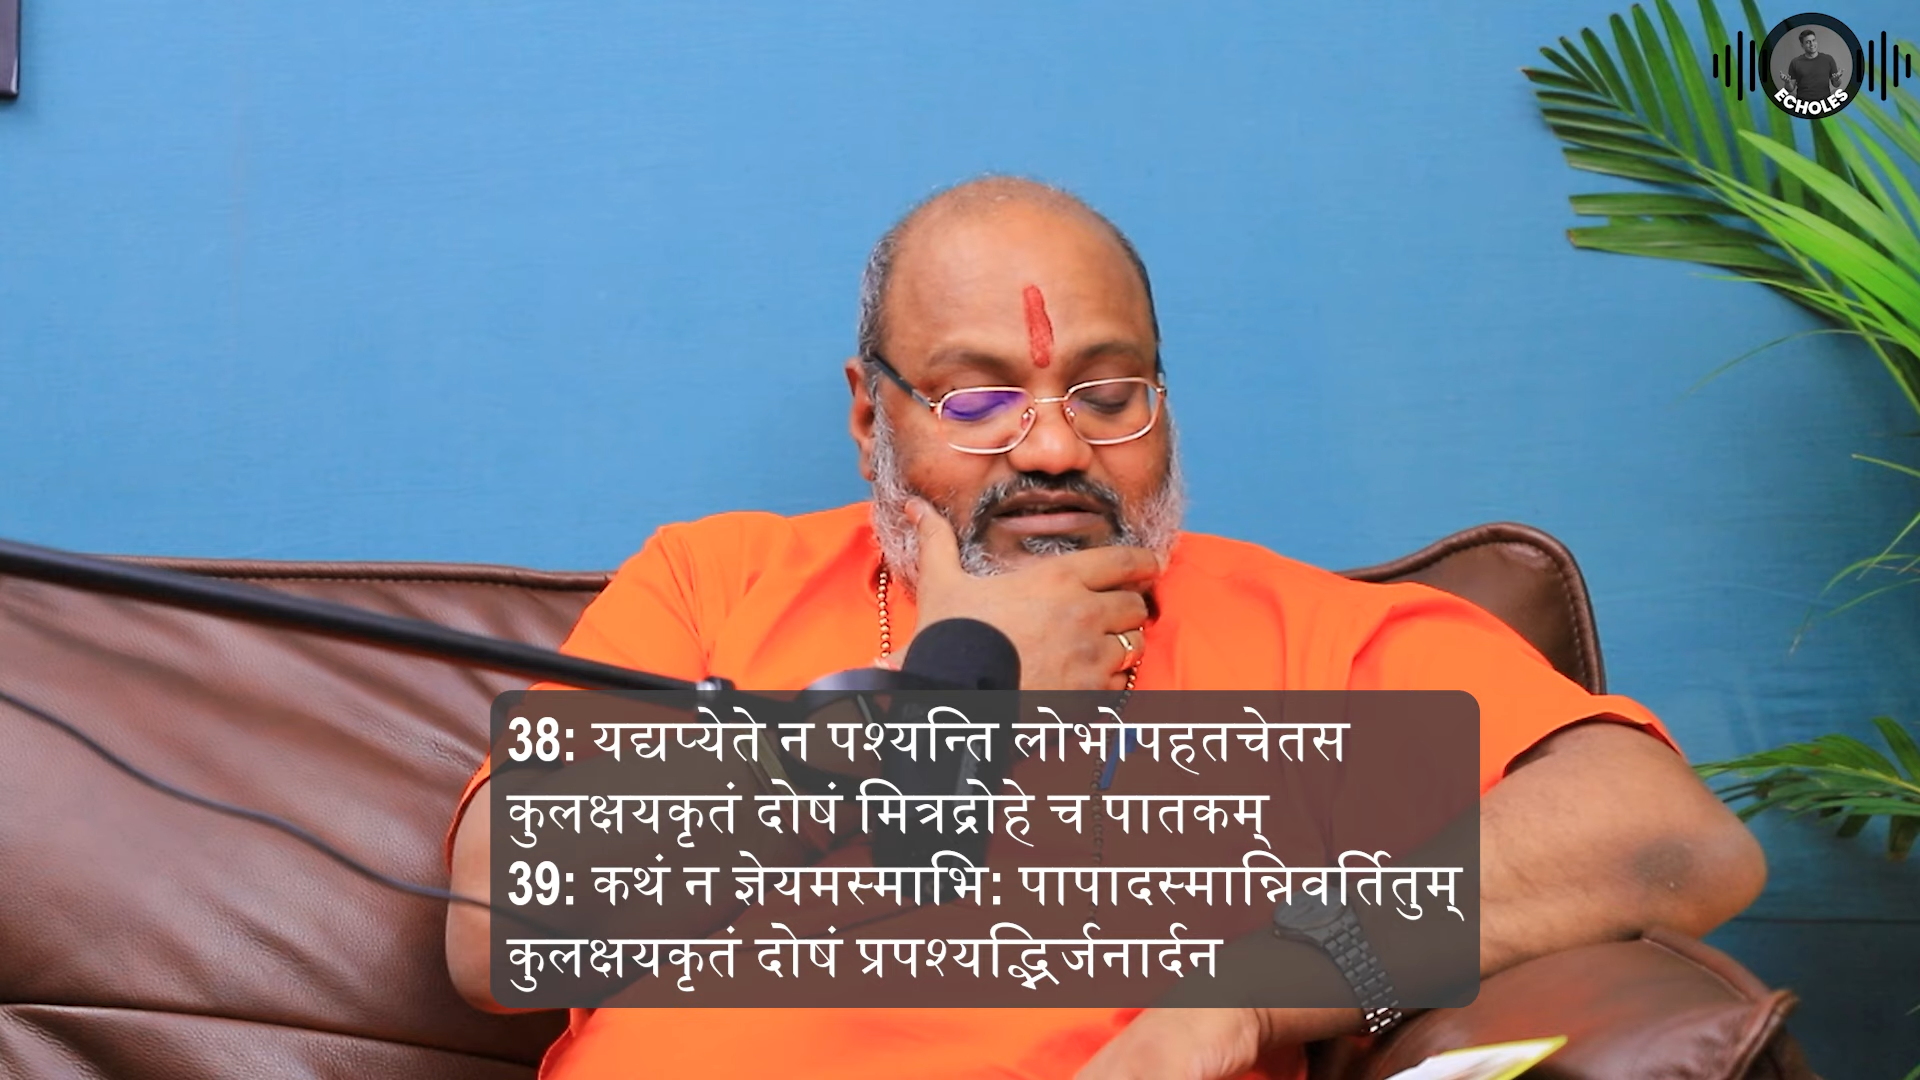 ECHOLES
38: यद्यप्येते न पश्यन्ति लोभोपहतचेतस
कुलक्षयकृतं दोषं मित्रद्रोहे च पातकम्
39: कथं न ज्ञेयमस्माभि: पापादस्मान्निवर्तितुम्
कुलक्षयकृतं दोषं प्रपश्यद्भिर्जनार्दन